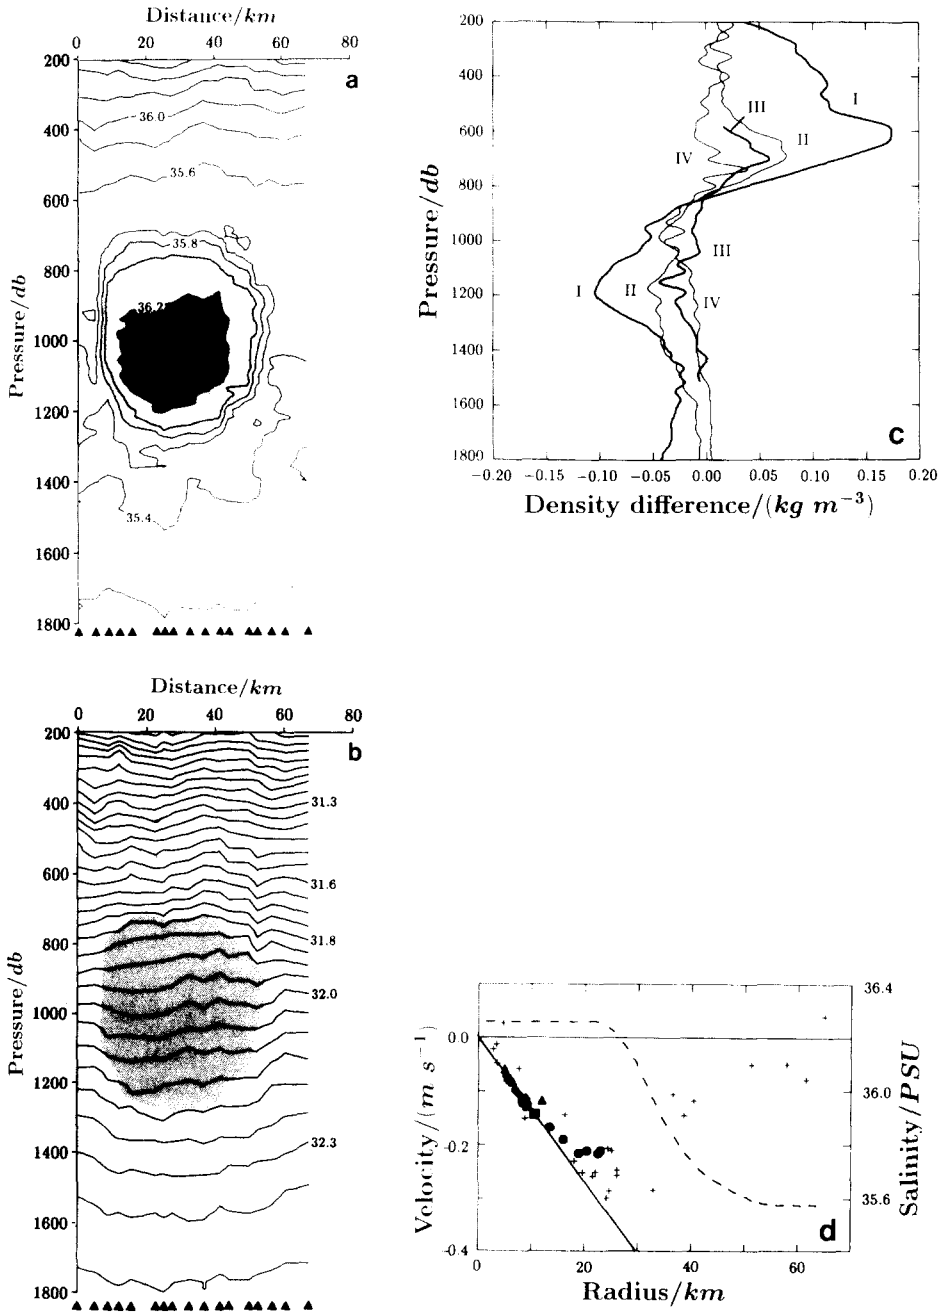 Distance/km
0 20 40 60 80
200
400
600
800
1000
1200
1400
1600
1800
Pressure/db
a
36.0
35.6
35.8
36.2
35.4
Distance/km
0 20 40 60 80
200
400
600
800
1000
1200
1400
1600
1800
Pressure/db
b
31.3
31.6
31.8
32.0
32.3
200
400
600
800
1000
1200
1400
1600
1800
Pressure/db
I
III
II
IV
III
I
II
IV
c
-0.20 -0.15 -0.10 -0.05 0.00 0.05 0.10 0.15 0.20
Density difference/(kg m⁻³)
0.0
-0.2
-0.4
Velocity/(m s⁻¹)
36.4
36.0
35.6
Salinity/PSU
d
0 20 40 60
Radius/km